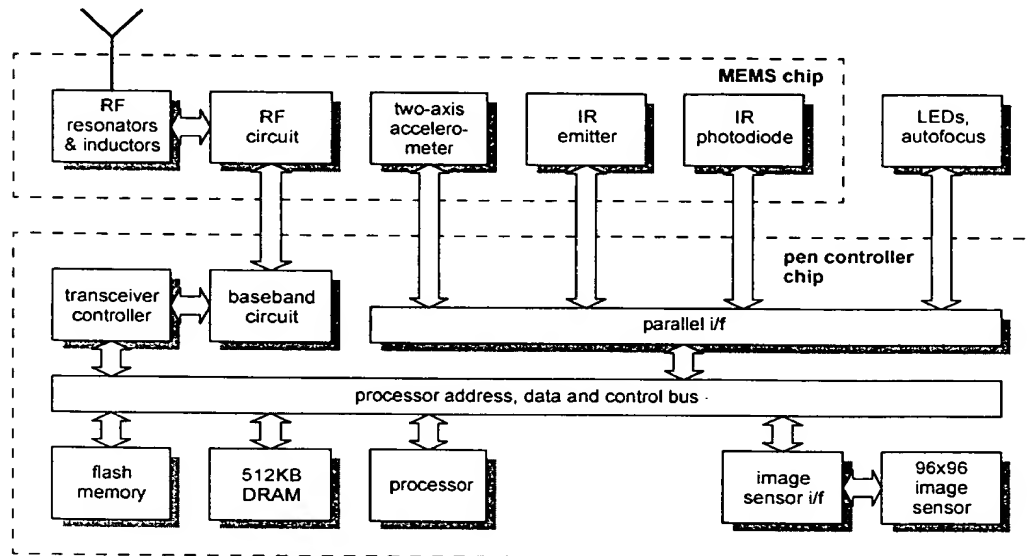 MEMS chip
RF
resonators
& inductors
RF
circuit
two-axis
accelero-
meter
IR
emitter
IR
photodiode
LEDs,
autofocus
pen controller
chip
transceiver
controller
baseband
circuit
parallel i/f
processor address, data and control bus
flash
memory
512KB
DRAM
processor
image
sensor i/f
96x96
image
sensor